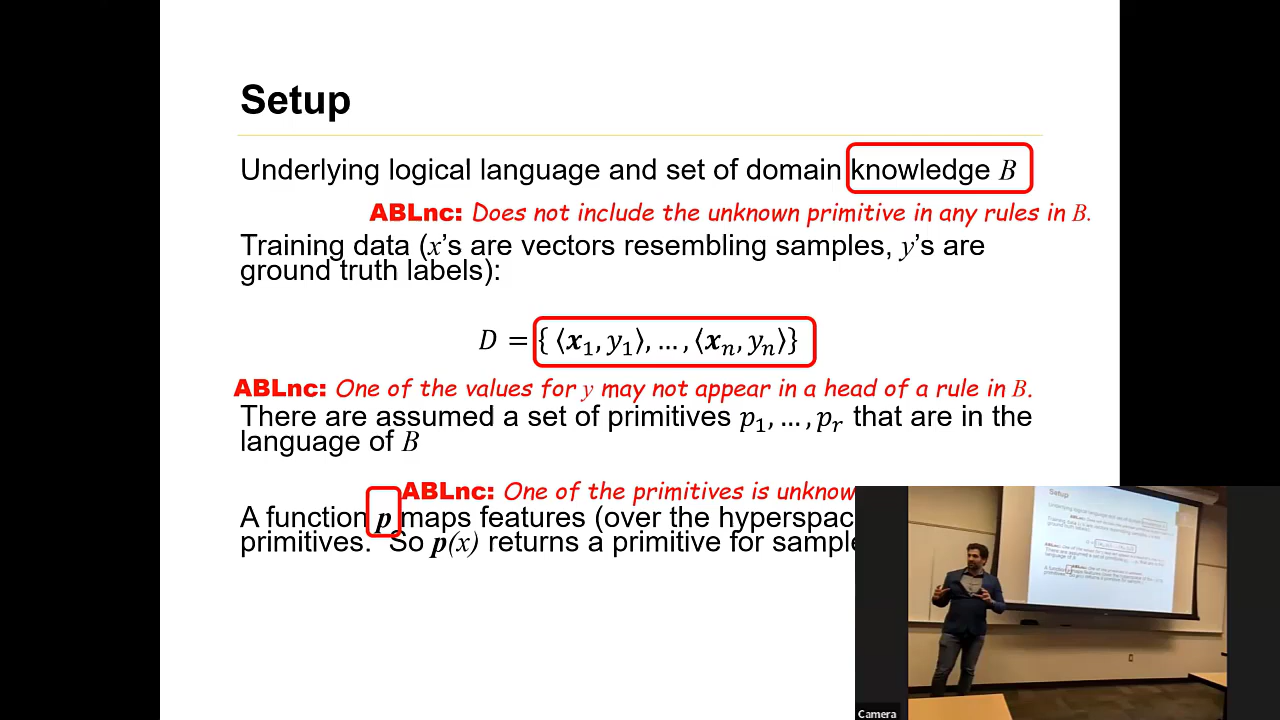 Setup
Underlying logical language and set of domain knowledge B
ABLnc: Does not include the unknown primitive in any rules in B.
Training data (x's are vectors resembling samples, y's are
ground truth labels):
D = { ⟨x₁, y₁⟩, … , ⟨xₙ, yₙ⟩}
ABLnc: One of the values for y may not appear in a head of a rule in B.
There are assumed a set of primitives p₁, … , pᵣ that are in the
language of B
ABLnc: One of the primitives is unknow
A function p maps features (over the hyperspac
primitives. So p(x) returns a primitive for sampl
Setup
Camera